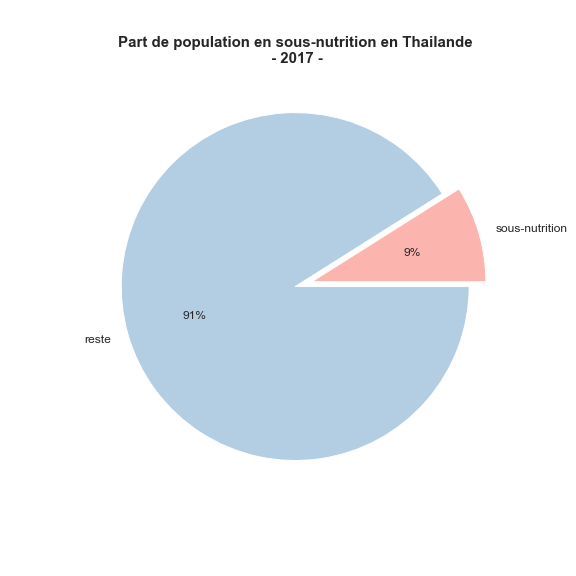 Part de population en sous-nutrition en Thailande
- 2017 -
sous-nutrition
9%
91%
reste